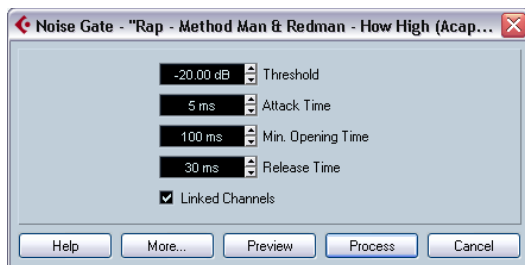 Noise Gate - "Rap - Method Man & Redman - How High (Acap...
-20.00 dB Threshold
5 ms Attack Time
100 ms Min. Opening Time
30 ms Release Time
Linked Channels
Help More... Preview Process Cancel